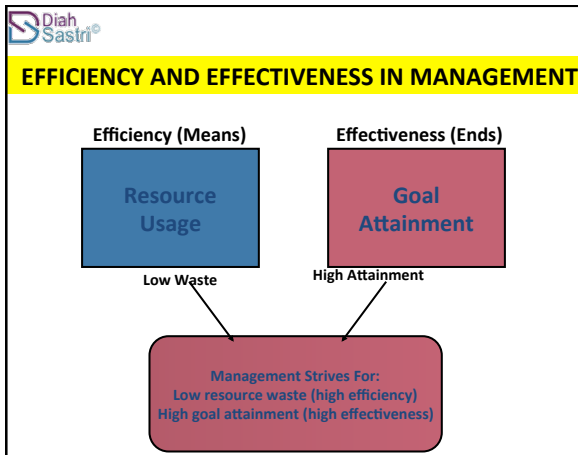 Diah
Sastri©
EFFICIENCY AND EFFECTIVENESS IN MANAGEMENT
Efficiency (Means)
Effectiveness (Ends)
Resource
Usage
Goal
Attainment
Low Waste
High Attainment
Management Strives For:
Low resource waste (high efficiency)
High goal attainment (high effectiveness)